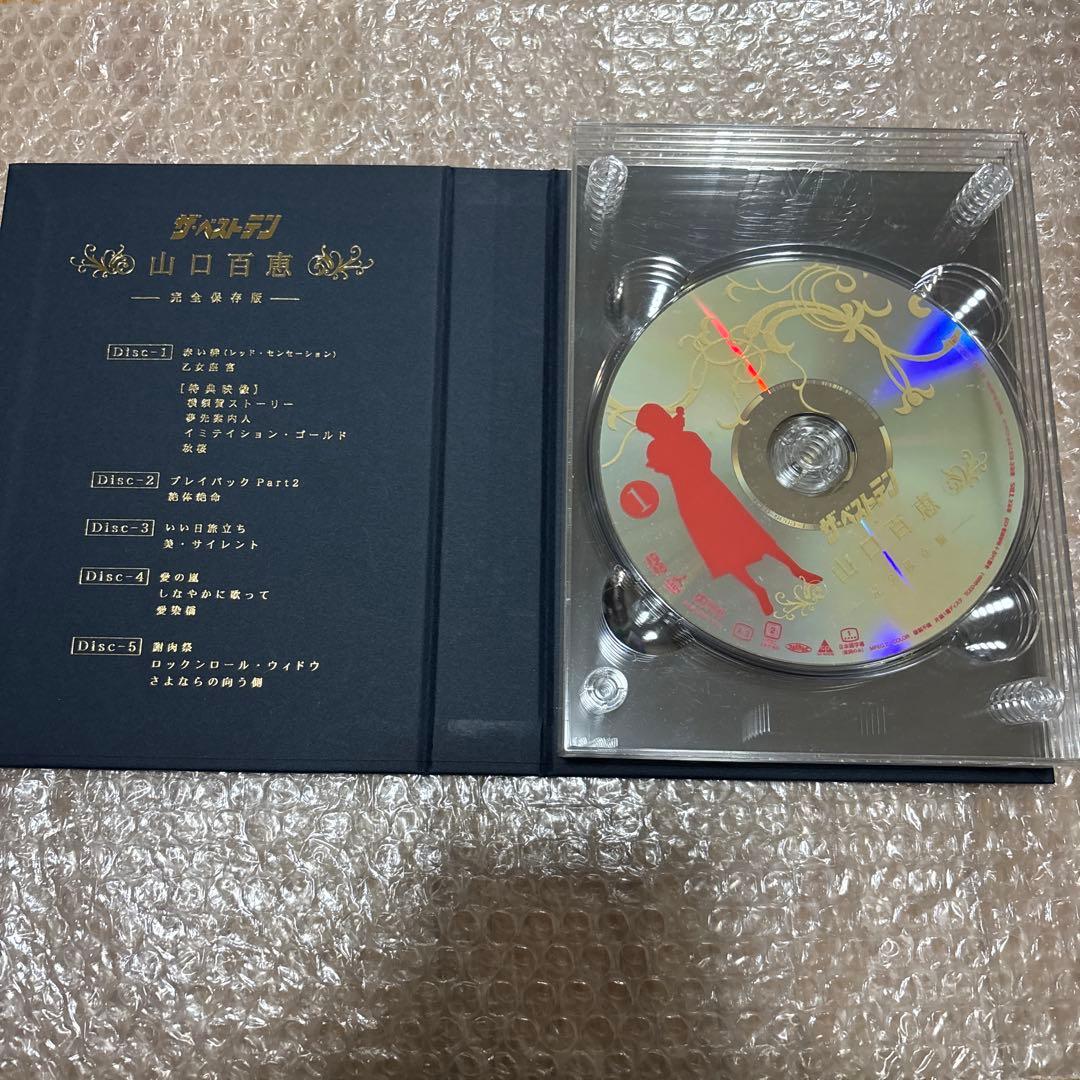 ザ・ベストテン
山口百恵
完全保存版
Disc-1 赤い絆(レッド・センセーション)
乙女座宮
[特典映像]
横須賀ストーリー
夢先案内人
イミテイション・ゴールド
秋桜
Disc-2 プレイバックPart2
絶体絶命
Disc-3 いい日旅立ち
美・サイレント
Disc-4 愛の嵐
しなやかに歌って
愛染橋
Disc-5 謝肉祭
ロックンロール・ウィドウ
さよならの向う側
1
ザ・ベストテン
山口百恵